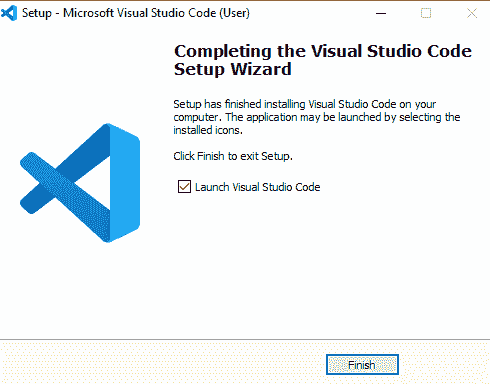 Setup - Microsoft Visual Studio Code (User)
Completing the Visual Studio Code
Setup Wizard
Setup has finished installing Visual Studio Code on your
computer. The application may be launched by selecting the
installed icons.
Click Finish to exit Setup.
Launch Visual Studio Code
Finish